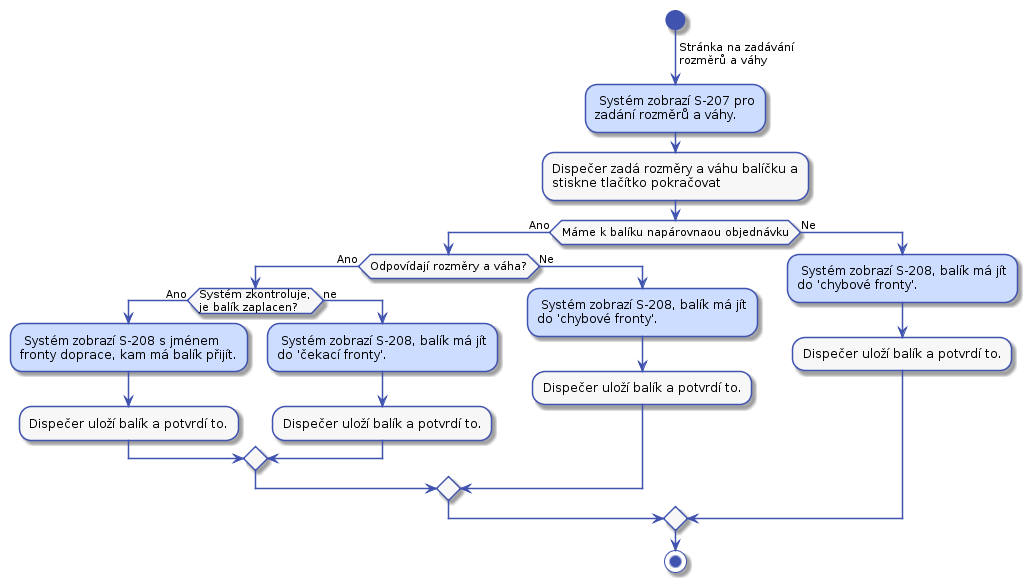 Stránka na zadávání
rozměrů a váhy
Systém zobrazí S-207 pro
zadání rozměrů a váhy.
Dispečer zadá rozměry a váhu balíčku a
stiskne tlačítko pokračovat
Ano
Máme k balíku napárovnaou objednávku
Ne
Ano
Odpovídají rozměry a váha?
Ne
Systém zobrazí S-208, balík má jít
do 'chybové fronty'.
Ano
Systém zkontroluje,
je balík zaplacen?
ne
Systém zobrazí S-208, balík má jít
do 'chybové fronty'.
Systém zobrazí S-208 s jménem
fronty doprace, kam má balík přijít.
Systém zobrazí S-208, balík má jít
do 'čekací fronty'.
Dispečer uloží balík a potvrdí to.
Dispečer uloží balík a potvrdí to.
Dispečer uloží balík a potvrdí to.
Dispečer uloží balík a potvrdí to.